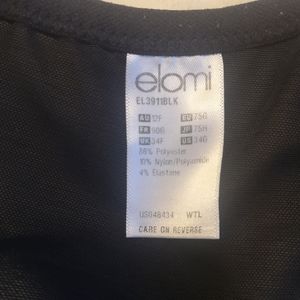 elomi
EL3911BLK
AU 12F EU 75G
FR 90G JP 75H
UK 34F US 34G
86% Polyester
10% Nylon/Polyamide
4% Elastane
US046434 WTL
CARE ON REVERSE